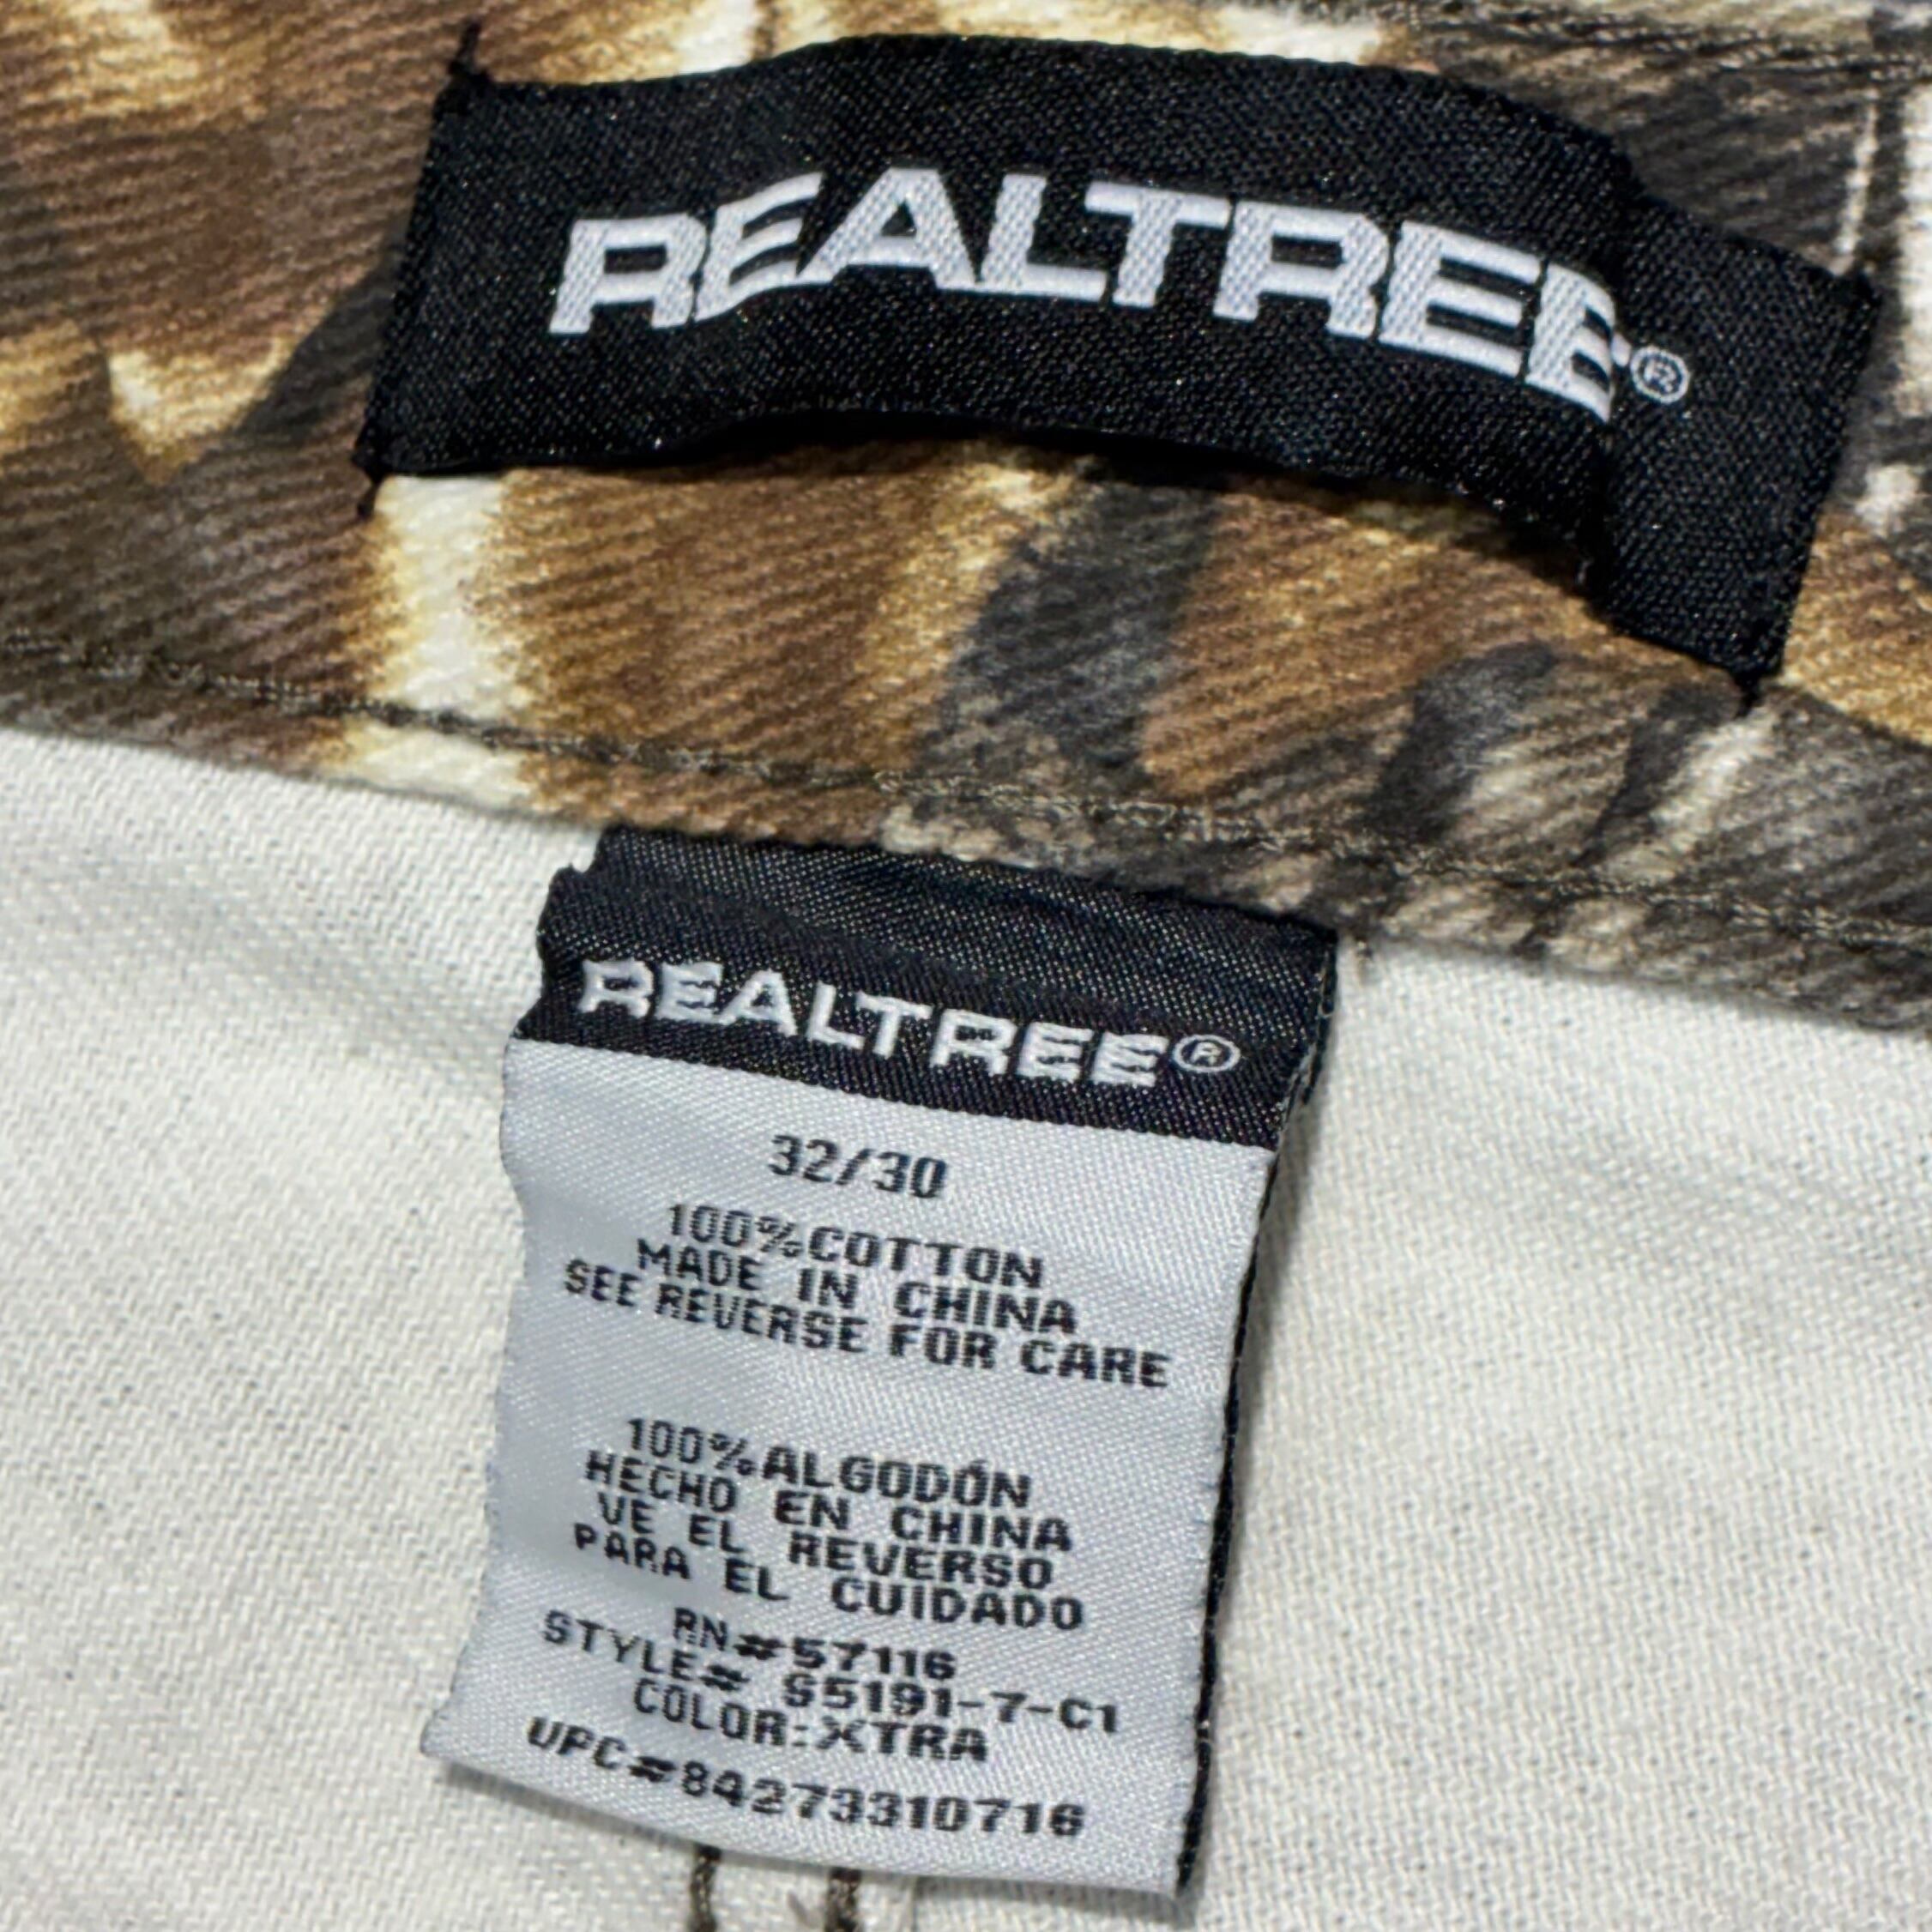 REALTREE®
REALTREE®
32/30
100%COTTON
MADE IN CHINA
SEE REVERSE FOR CARE
100%ALGODÓN
HECHO EN CHINA
VE EL REVERSO
PARA EL CUIDADO
RN#57116
STYLE# S5191-7-C1
COLOR:XTRA
UPC#84273310716